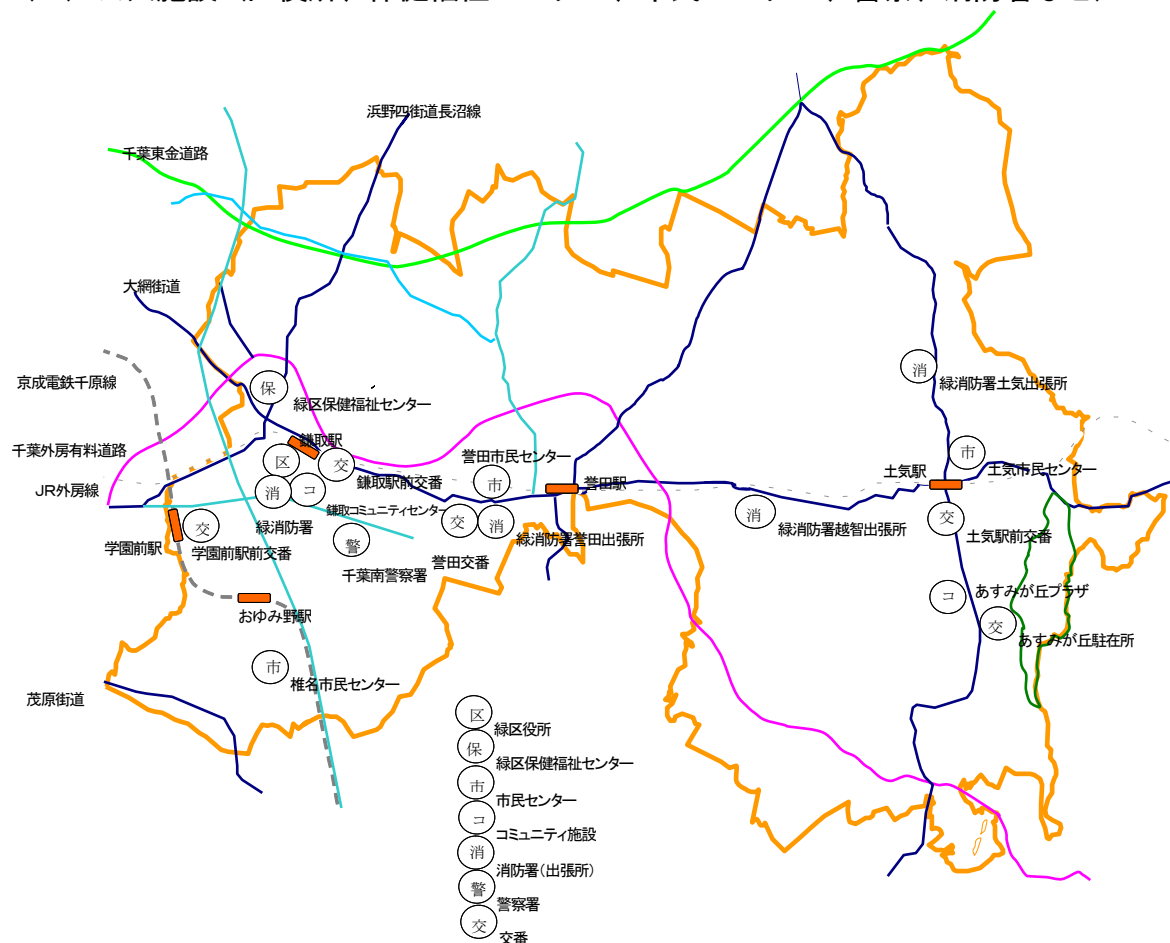 浜野四街道長沼線
千葉東金道路
大網街道
京成電鉄千原線
保
緑区保健福祉センター
消
緑消防署土気出張所
千葉外房有料道路
鎌取駅
区
交
鎌取駅前交番
誉田市民センター
市
誉田駅
土気駅
市
土気市民センター
JR外房線
消
コ
鎌取コミュニティセンター
緑消防署
交
消
緑消防署誉田出張所
誉田交番
消
緑消防署越智出張所
交
土気駅前交番
学園前駅
交
学園前駅前交番
警
千葉南警察署
おゆみ野駅
コ
あすみが丘プラザ
交
あすみが丘駐在所
市
椎名市民センター
茂原街道
区
緑区役所
保
緑区保健福祉センター
市
市民センター
コ
コミュニティ施設
消
消防署(出張所)
警
警察署
交
交番